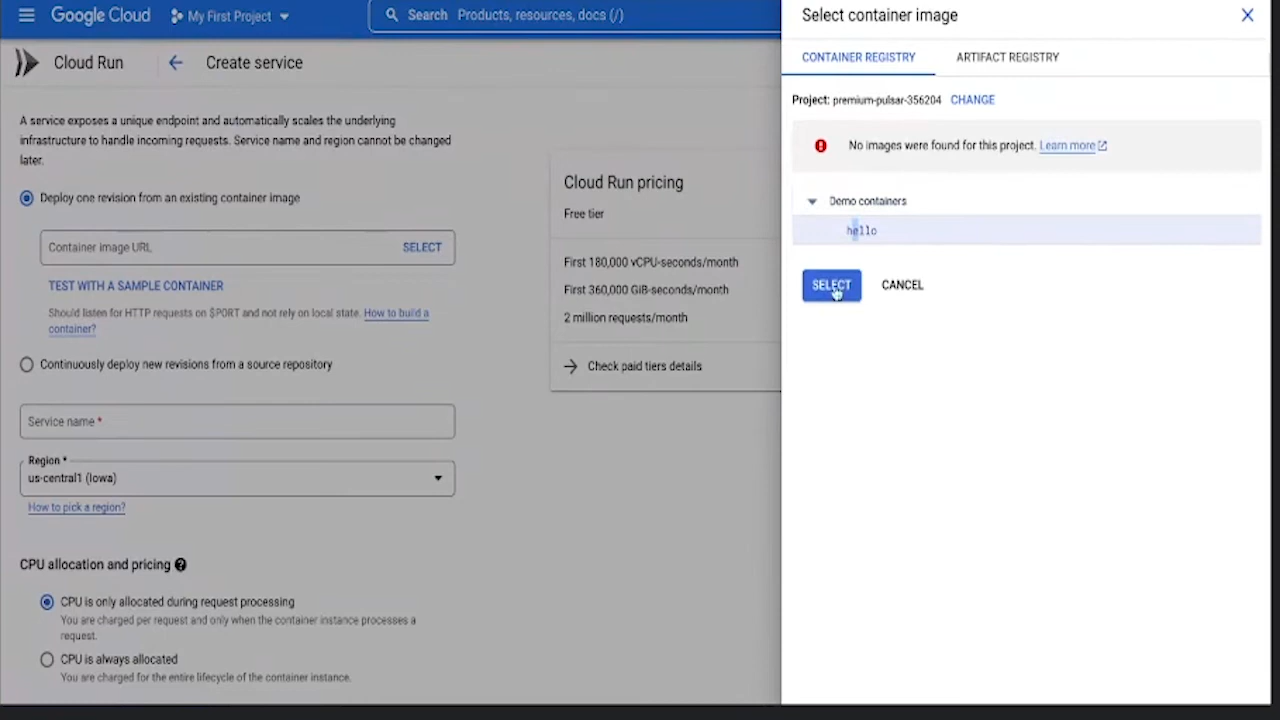 Google Cloud
My First Project
Search Products, resources, docs (/)
Cloud Run
Create service
A service exposes a unique endpoint and automatically scales the underlying
infrastructure to handle incoming requests. Service name and region cannot be changed
later.
Deploy one revision from an existing container image
Container image URL
SELECT
TEST WITH A SAMPLE CONTAINER
Should listen for HTTP requests on $PORT and not rely on local state. How to build a
container?
Continuously deploy new revisions from a source repository
Service name *
Region *
us-central1 (Iowa)
How to pick a region?
CPU allocation and pricing
CPU is only allocated during request processing
You are charged per request and only when the container instance processes a
request.
CPU is always allocated
You are charged for the entire lifecycle of the container instance.
Cloud Run pricing
Free tier
First 180,000 vCPU-seconds/month
First 360,000 GiB-seconds/month
2 million requests/month
Check paid tiers details
Select container image
CONTAINER REGISTRY
ARTIFACT REGISTRY
Project: premium-pulsar-356204 CHANGE
No images were found for this project. Learn more
Demo containers
hello
SELECT
CANCEL